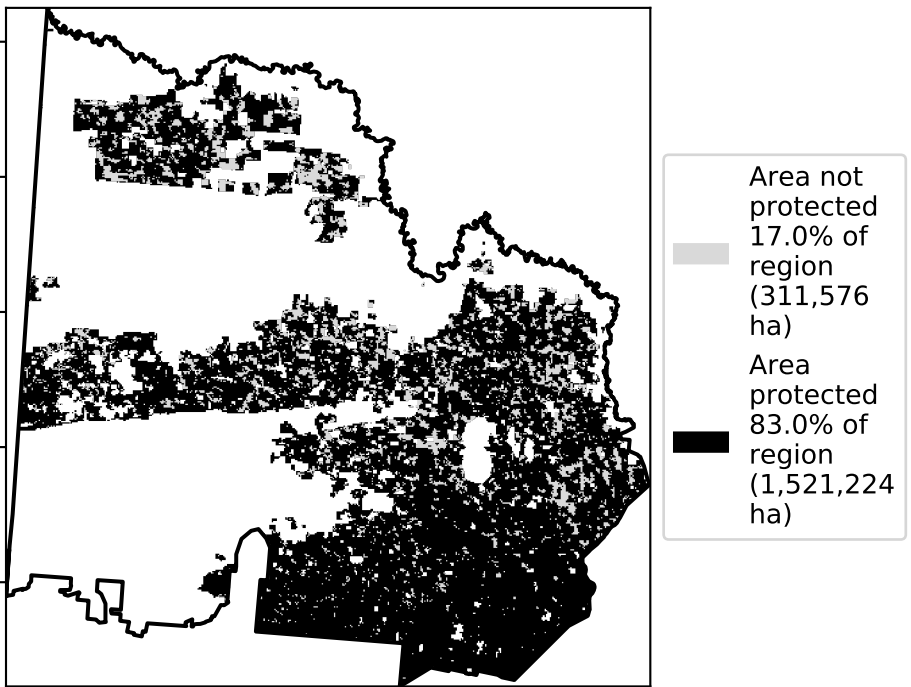 Area not
protected
17.0% of
region
(311,576
ha)
Area
protected
83.0% of
region
(1,521,224
ha)